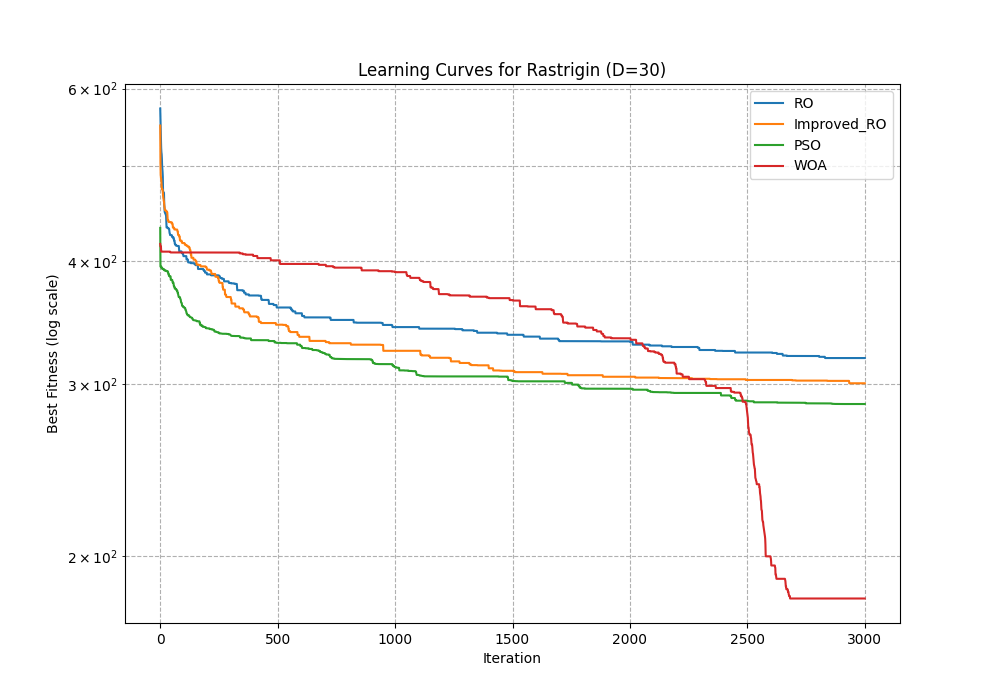 Learning Curves for Rastrigin (D=30)
6 × 10²
4 × 10²
3 × 10²
2 × 10²
Best Fitness (log scale)
RO
Improved_RO
PSO
WOA
0 500 1000 1500 2000 2500 3000
Iteration